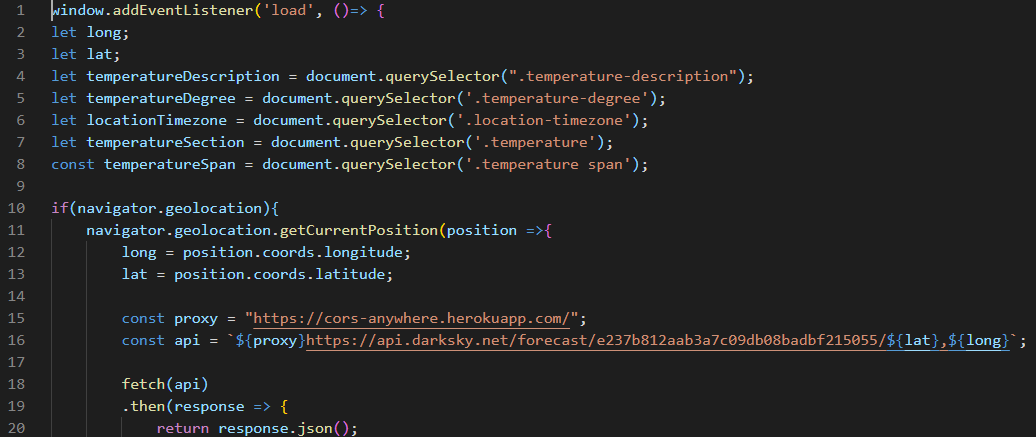 1 window.addEventListener('load', ()=> {
2 let long;
3 let lat;
4 let temperatureDescription = document.querySelector(".temperature-description");
5 let temperatureDegree = document.querySelector('.temperature-degree');
6 let locationTimezone = document.querySelector('.location-timezone');
7 let temperatureSection = document.querySelector('.temperature');
8 const temperatureSpan = document.querySelector('.temperature span');
9
10 if(navigator.geolocation){
11     navigator.geolocation.getCurrentPosition(position =>{
12         long = position.coords.longitude;
13         lat = position.coords.latitude;
14
15         const proxy = "https://cors-anywhere.herokuapp.com/";
16         const api = `${proxy}https://api.darksky.net/forecast/e237b812aab3a7c09db08badbf215055/${lat},${long}`;
17
18         fetch(api)
19         .then(response => {
20             return response.json();